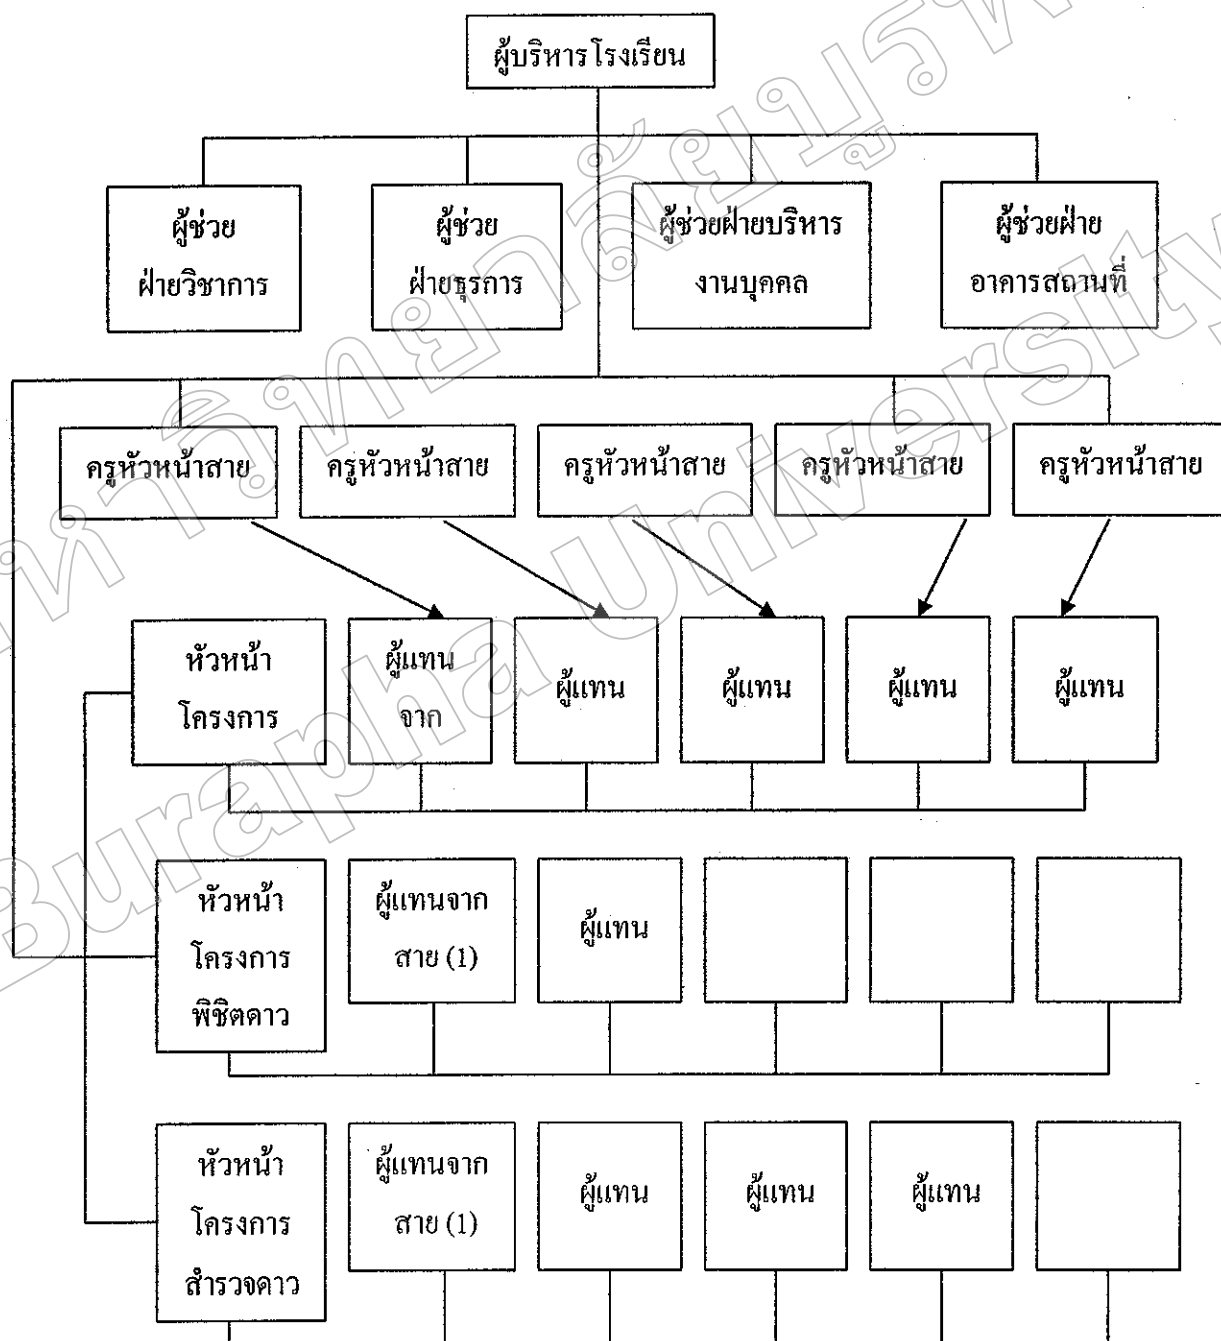 ผู้บริหารโรงเรียน
ผู้ช่วย
ฝ่ายวิชาการ
ผู้ช่วย
ฝ่ายธุรการ
ผู้ช่วยฝ่ายบริหาร
งานบุคคล
ผู้ช่วยฝ่าย
อาคารสถานที่
ครูหัวหน้าสาย
ครูหัวหน้าสาย
ครูหัวหน้าสาย
ครูหัวหน้าสาย
ครูหัวหน้าสาย
หัวหน้า
โครงการ
ผู้แทน
จาก
ผู้แทน
ผู้แทน
ผู้แทน
ผู้แทน
หัวหน้า
โครงการ
พิชิตดาว
ผู้แทนจาก
สาย (1)
ผู้แทน
หัวหน้า
โครงการ
สำรวจดาว
ผู้แทนจาก
สาย (1)
ผู้แทน
ผู้แทน
ผู้แทน
Burapha University